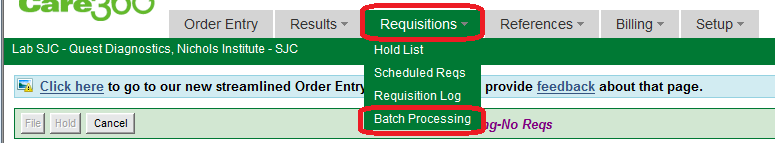 Care360
Order Entry Results Requisitions References Billing Setup
Lab SJC - Quest Diagnostics, Nichols Institute - SJC
Hold List
Scheduled Reqs
Requisition Log
Batch Processing
Click here to go to our new streamlined Order Entry provide feedback about that page.
File Hold Cancel ng-No Reqs